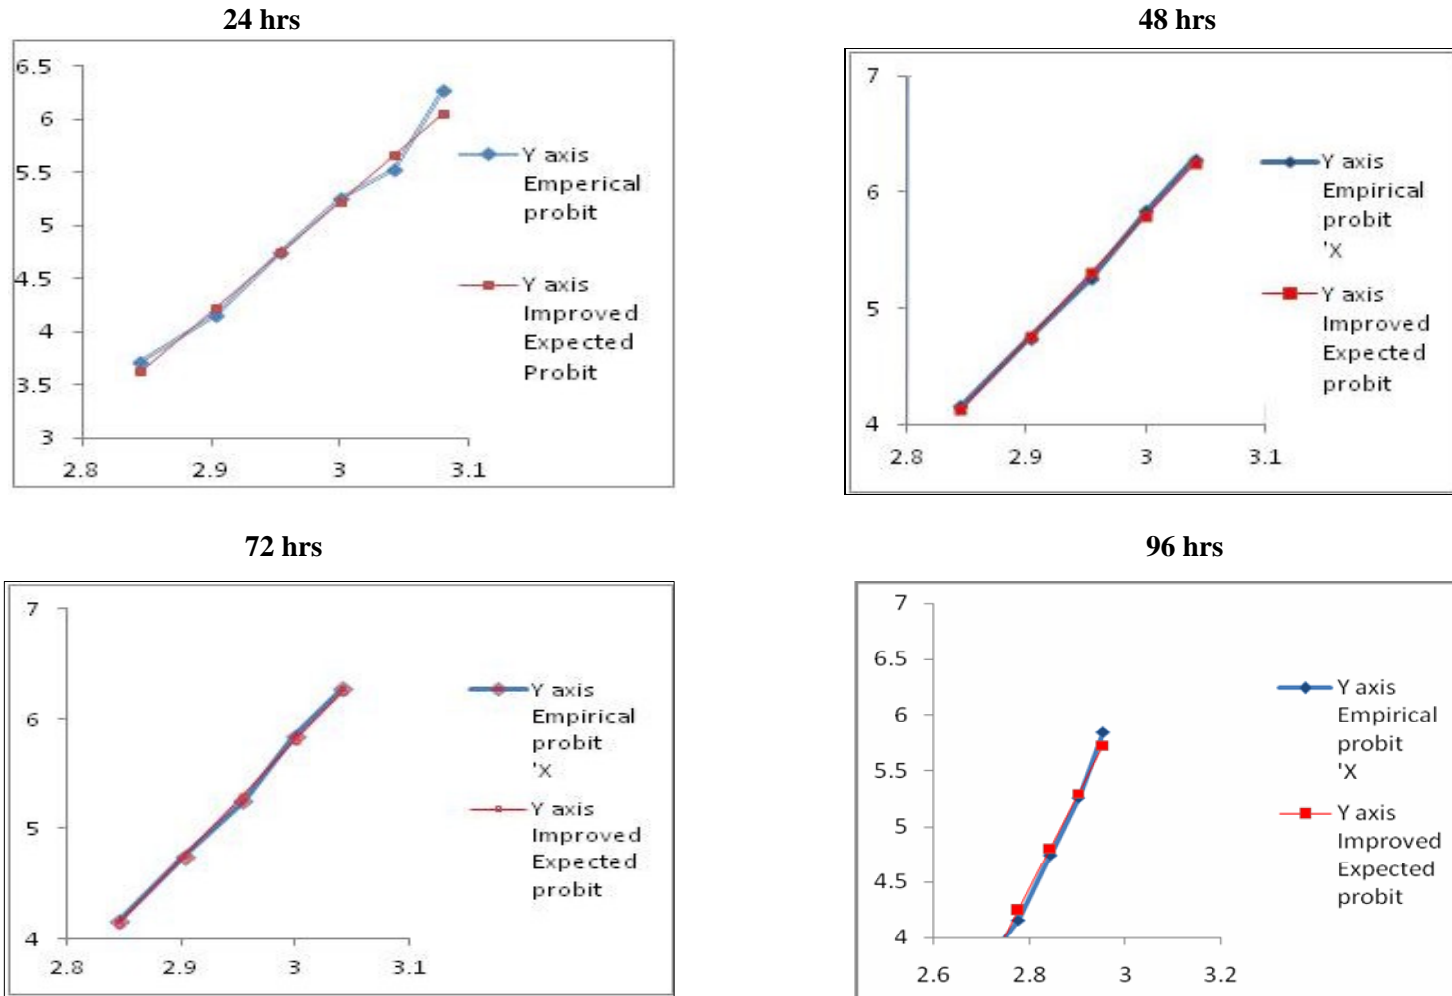 24 hrs
6.5
6
5.5
5
4.5
4
3.5
3
2.8
2.9
3
3.1
Y axis
Emperical
probit
Y axis
Improved
Expected
Probit
48 hrs
7
6
5
4
2.8
2.9
3
3.1
Y axis
Empirical
probit
'X
Y axis
Improved
Expected
probit
72 hrs
7
6
5
4
2.8
2.9
3
3.1
Y axis
Empirical
probit
'X
Y axis
Improved
Expected
probit
96 hrs
7
6.5
6
5.5
5
4.5
4
2.6
2.8
3
3.2
Y axis
Empirical
probit
'X
Y axis
Improved
Expected
probit